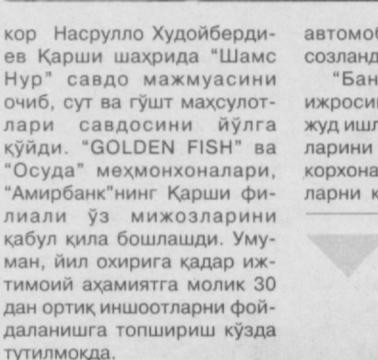 кор Насрулло Худойберди-
ев Қарши шаҳрида “Шамс
Нур” савдо мажмуасини
очиб, сут ва гўшт маҳсулот-
лари савдосини йўлга
қўйди. “GOLDEN FISH” ва
“Осуда” меҳмонхоналари,
“Амирбанк”нинг Қарши фи-
лиали ўз мижозларини
қабул қила бошлашди. Уму-
ман, йил охирига қадар иж-
тимоий аҳамиятга молик 30
дан ортиқ иншоотларни фой-
даланишга топшириш кўзда
тутилмоқда.
автомоб
созланд
“Бан
ижроси
жуд ишл
ларини
корхона
ларни к